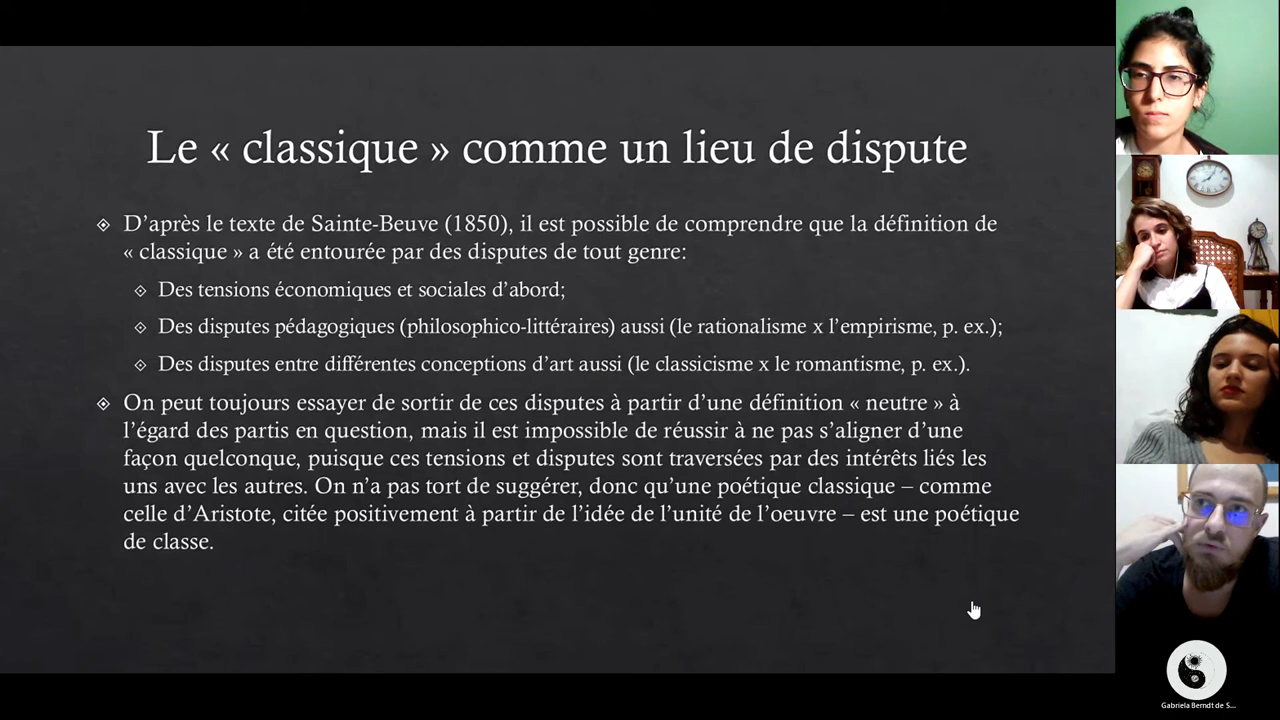 Le « classique » comme un lieu de dispute
D’après le texte de Sainte-Beuve (1850), il est possible de comprendre que la définition de
« classique » a été entourée par des disputes de tout genre:
Des tensions économiques et sociales d’abord;
Des disputes pédagogiques (philosophico-littéraires) aussi (le rationalisme x l’empirisme, p. ex.);
Des disputes entre différentes conceptions d’art aussi (le classicisme x le romantisme, p. ex.).
On peut toujours essayer de sortir de ces disputes à partir d’une définition « neutre » à
l’égard des partis en question, mais il est impossible de réussir à ne pas s’aligner d’une
façon quelconque, puisque ces tensions et disputes sont traversées par des intérêts liés les
uns avec les autres. On n’a pas tort de suggérer, donc qu’une poétique classique – comme
celle d’Aristote, citée positivement à partir de l’idée de l’unité de l’oeuvre – est une poétique
de classe.
Gabriela Berndt de S...